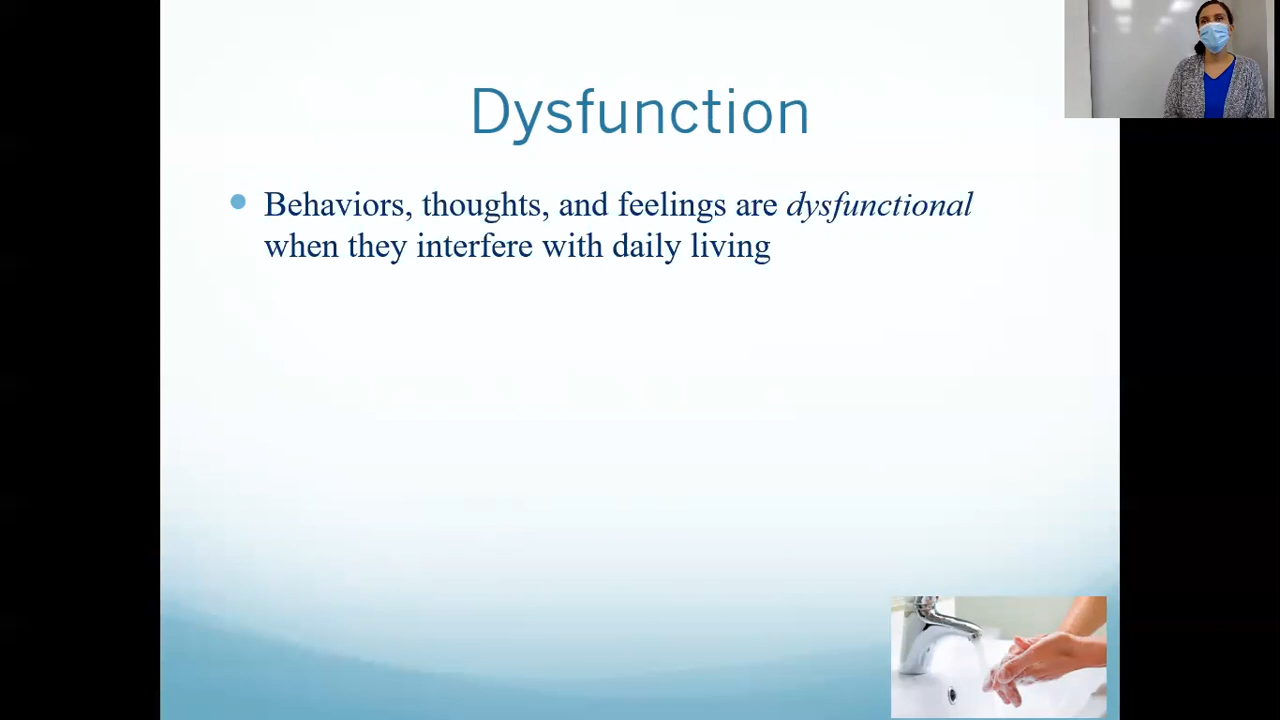 Dysfunction
Behaviors, thoughts, and feelings are dysfunctional
when they interfere with daily living